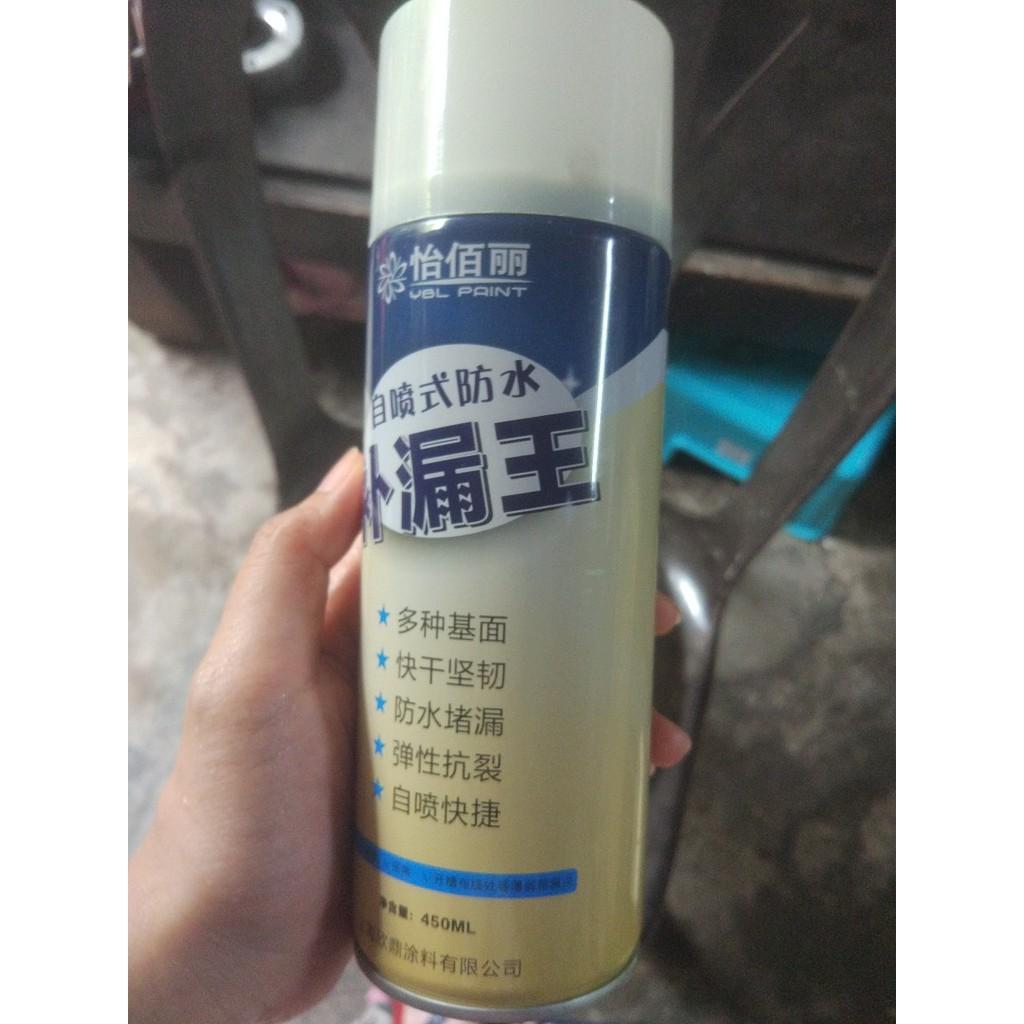 怡佰丽
YBL PAINT
自喷式防水
补漏王
★ 多种基面
★ 快干坚韧
★ 防水堵漏
★ 弹性抗裂
★ 自喷快捷
净含量: 450ML
鼎涂料有限公司